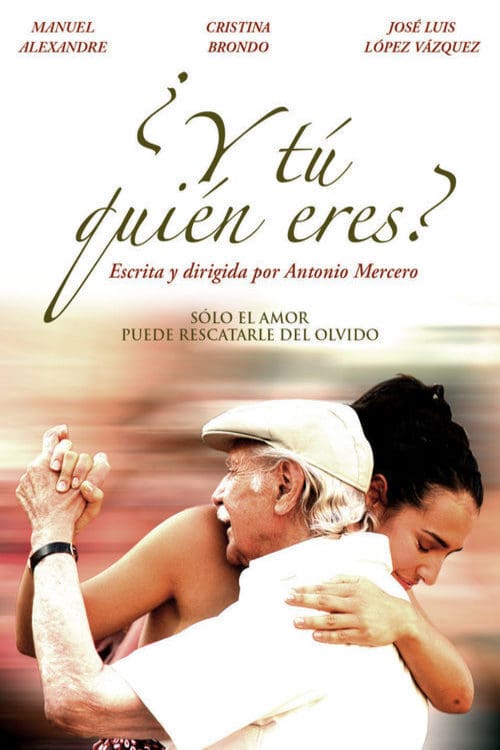 MANUEL
ALEXANDRE
CRISTINA
BRONDO
JOSÉ LUIS
LÓPEZ VÁZQUEZ
¿Y tú
quién eres?
Escrita y dirigida por Antonio Mercero
SÓLO EL AMOR
PUEDE RESCATARLE DEL OLVIDO